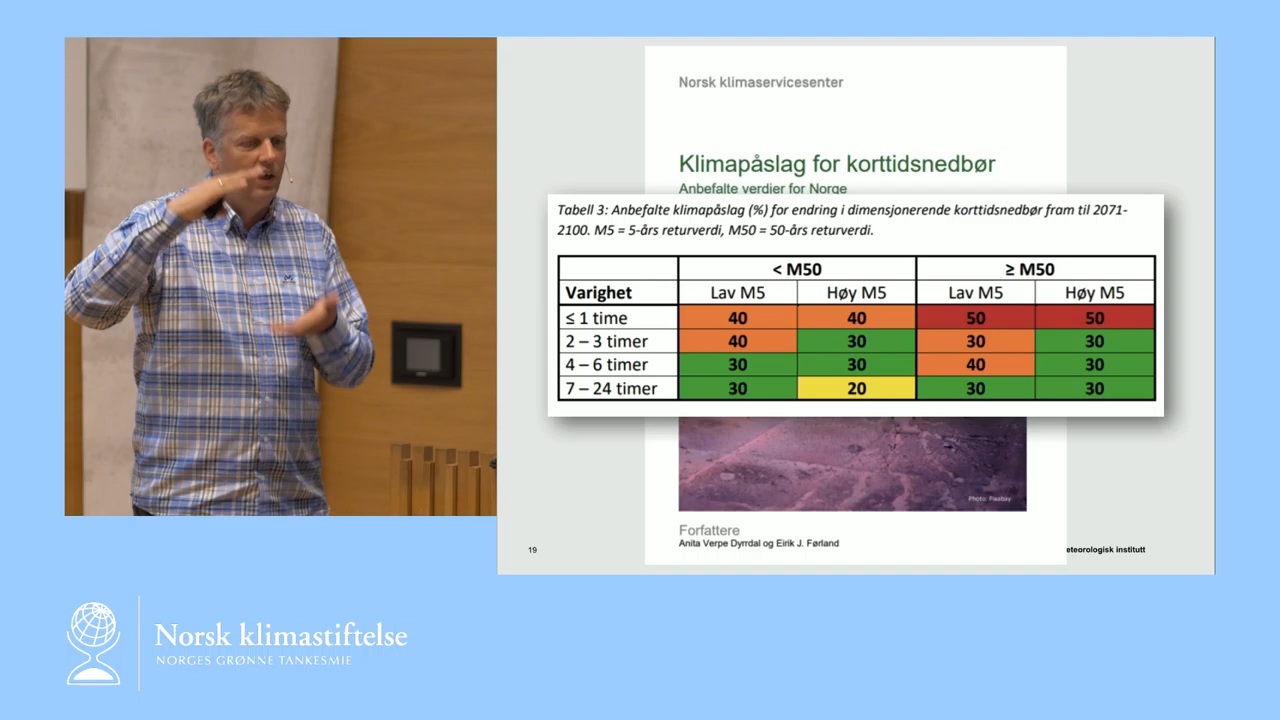 Norsk klimaservicesenter
Klimapåslag for korttidsnedbør
Anbefalte verdier for Norge
Tabell 3: Anbefalte klimapåslag (%) for endring i dimensjonerende korttidsnedbør fram til 2071-
2100. M5 = 5-års returverdi, M50 = 50-års returverdi.
< M50 ≥ M50
Varighet Lav M5 Høy M5 Lav M5 Høy M5
≤ 1 time 40 40 50 50
2 – 3 timer 40 30 30 30
4 – 6 timer 30 30 40 30
7 – 24 timer 30 20 30 30
Photo: Pixabay
Forfattere
Anita Verpe Dyrrdal og Eirik J. Førland
19
eteorologisk institutt
Norsk klimastiftelse
NORGES GRØNNE TANKESMIE